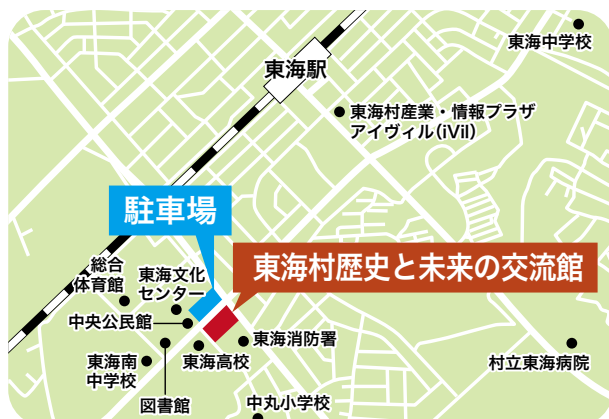 東海中学校
東海駅
東海村産業・情報プラザ
アイヴィル(iVil)
駐車場
東海村歴史と未来の交流館
総合
体育館
東海文化
センター
中央公民館
東海消防署
東海南
中学校
東海高校
村立東海病院
図書館
中丸小学校